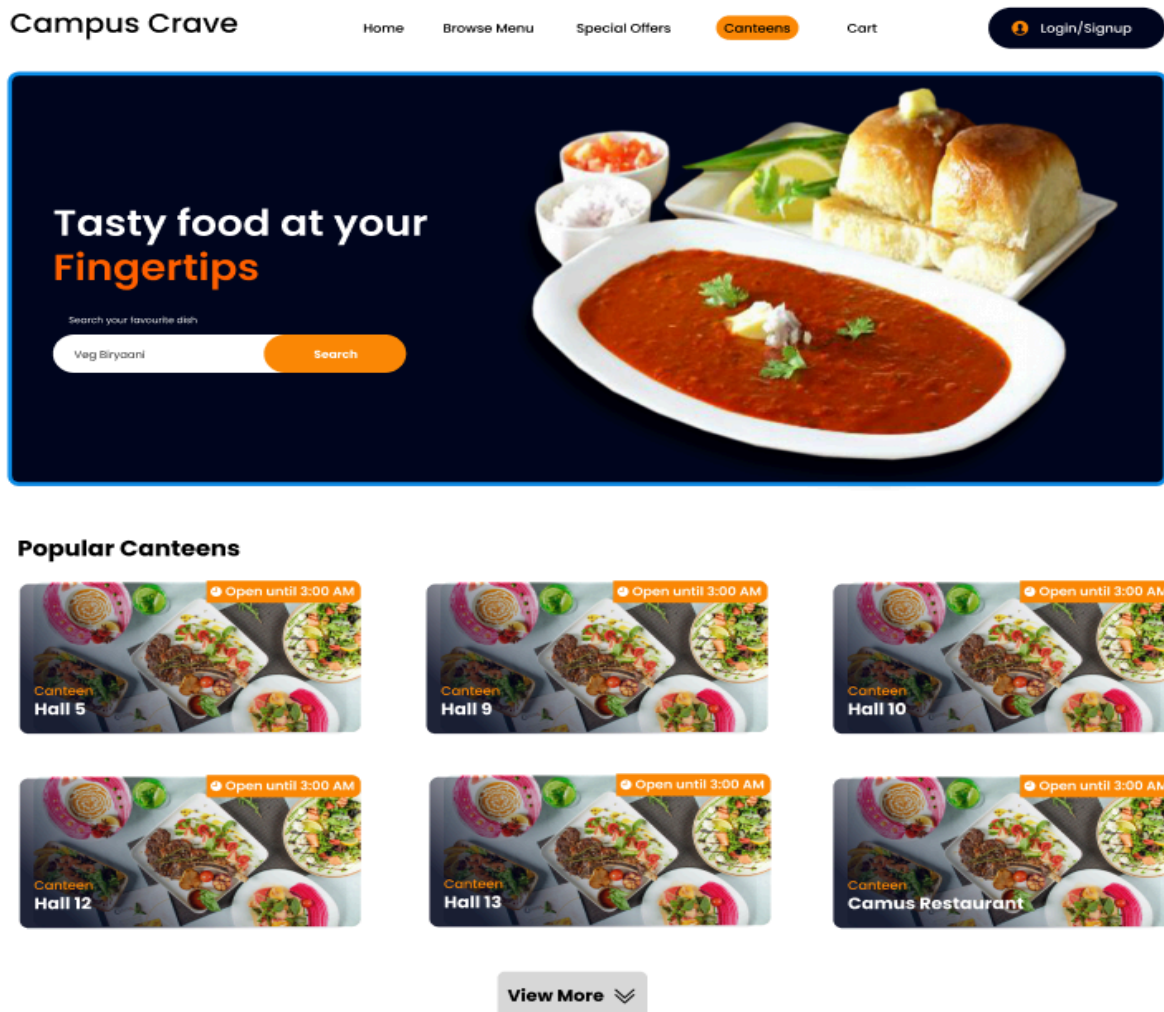 Campus Crave
Home
Browse Menu
Special Offers
Canteens
Cart
Login/Signup
Tasty food at your
Fingertips
Search your favourite dish
Veg Biryaani
Search
Popular Canteens
Open until 3:00 AM
Canteen
Hall 5
Open until 3:00 AM
Canteen
Hall 9
Open until 3:00 AM
Canteen
Hall 10
Open until 3:00 AM
Canteen
Hall 12
Open until 3:00 AM
Canteen
Hall 13
Open until 3:00 AM
Canteen
Camus Restaurant
View More